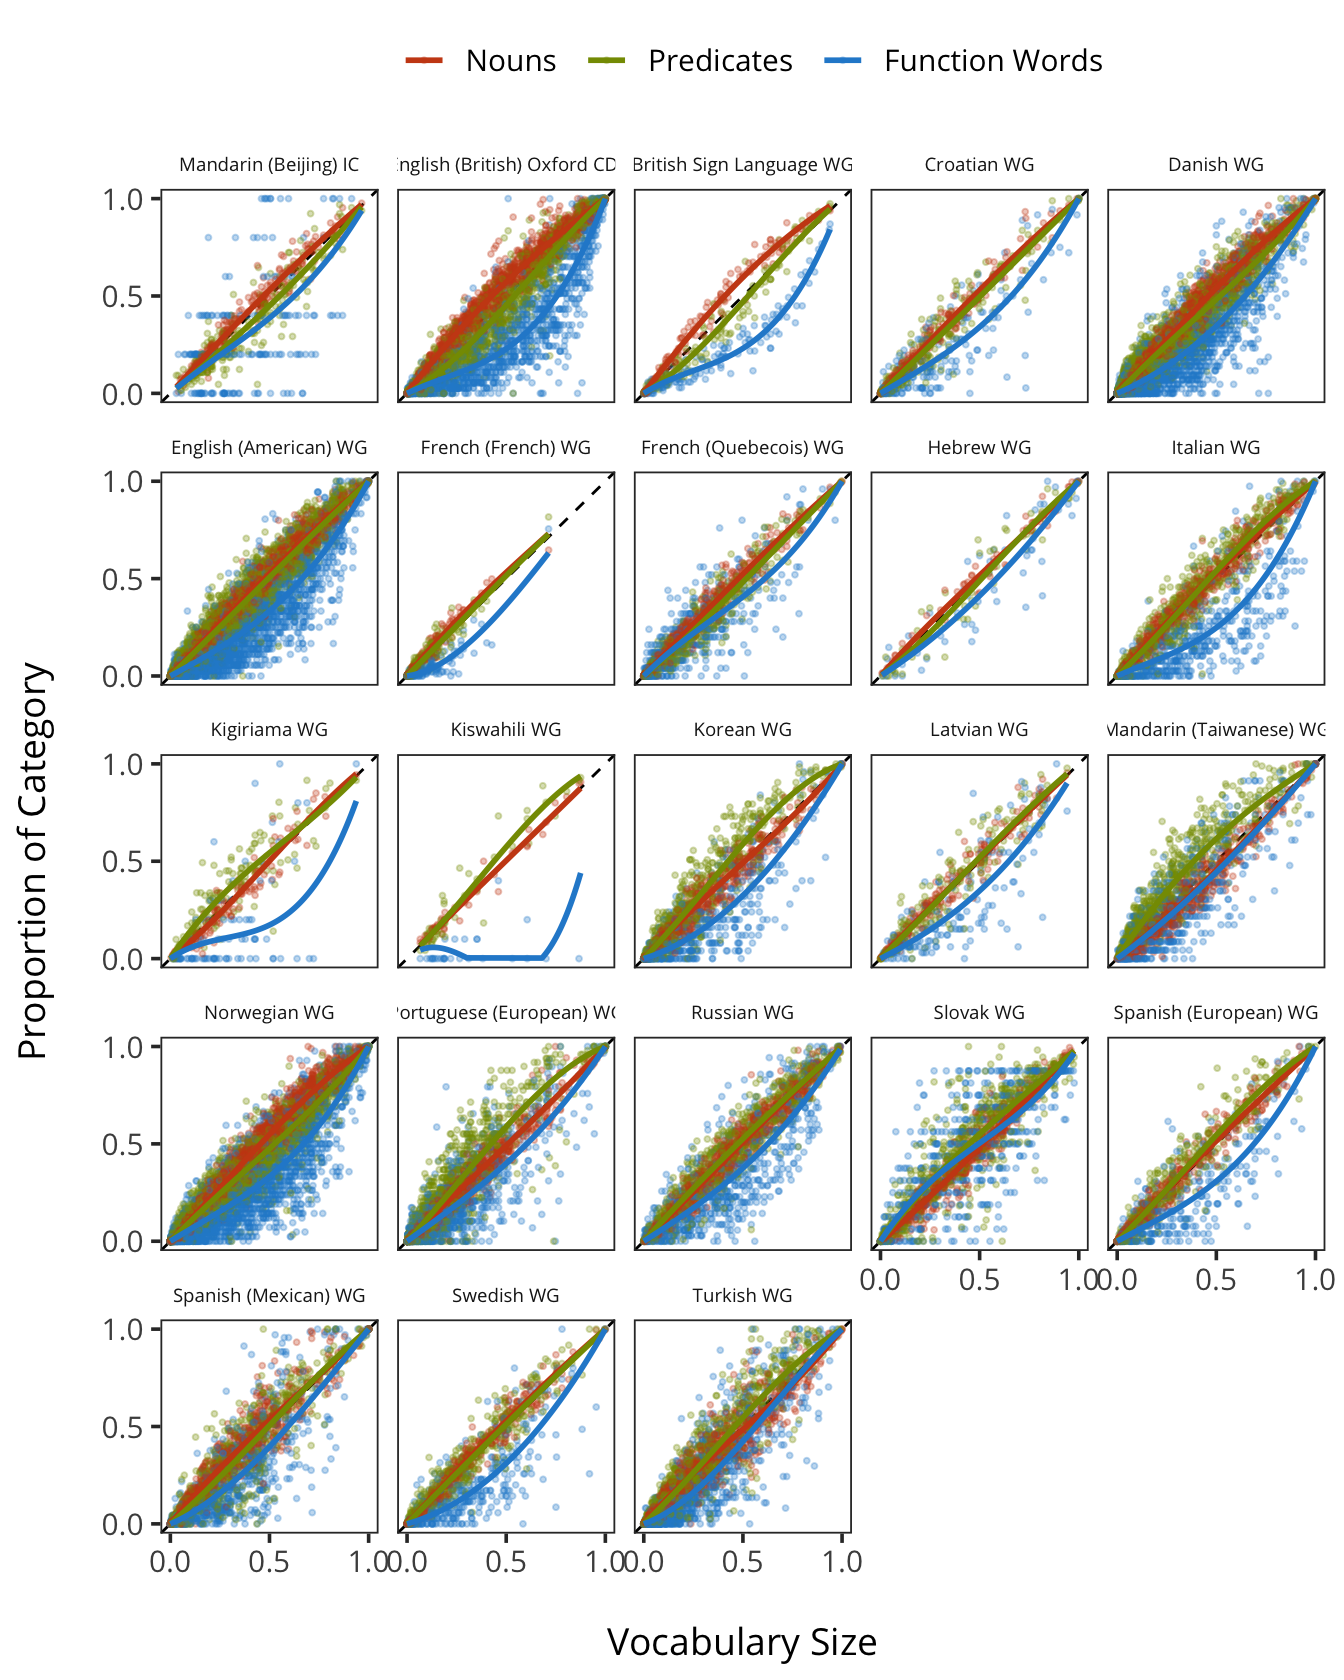 Nouns Predicates Function Words
Mandarin (Beijing) IC
nglish (British) Oxford CD
British Sign Language WG
Croatian WG
Danish WG
1.0
0.5
0.0
English (American) WG
French (French) WG
French (Quebecois) WG
Hebrew WG
Italian WG
1.0
0.5
0.0
Kigiriama WG
Kiswahili WG
Korean WG
Latvian WG
Mandarin (Taiwanese) WG
1.0
0.5
0.0
Norwegian WG
ortuguese (European) WG
Russian WG
Slovak WG
Spanish (European) WG
1.0
0.5
0.0
0.0 0.5 1.0
0.0 0.5 1.0
Spanish (Mexican) WG
Swedish WG
Turkish WG
1.0
0.5
0.0
0.0 0.5 1.0
0.0 0.5 1.0
0.0 0.5 1.0
Proportion of Category
Vocabulary Size